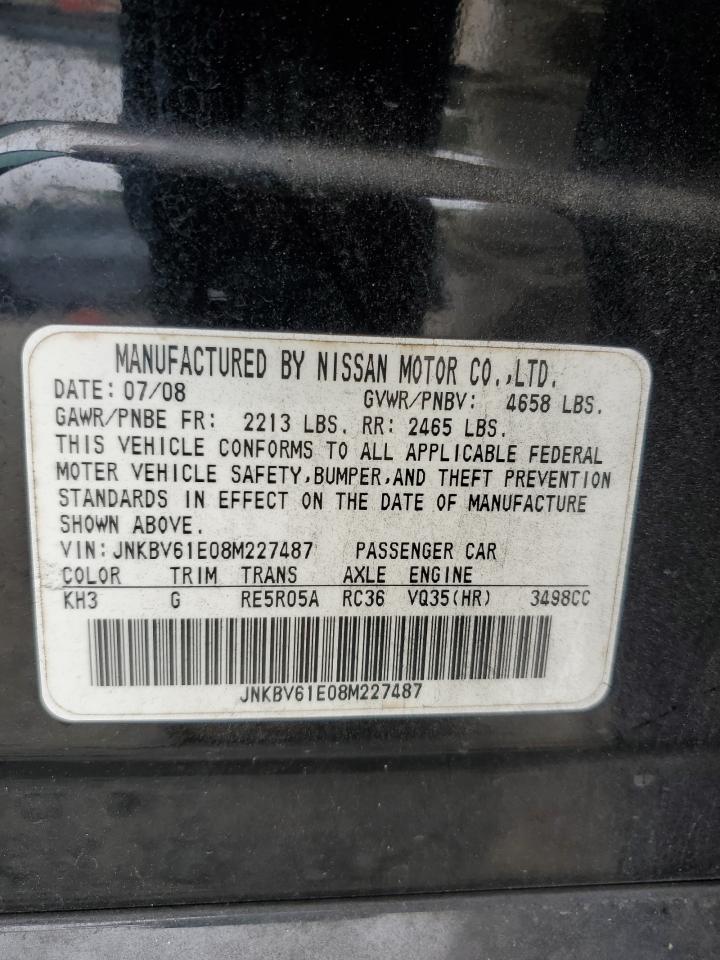 MANUFACTURED BY NISSAN MOTOR CO.,LTD.
DATE: 07/08 GVWR/PNBV: 4658 LBS.
GAWR/PNBE FR: 2213 LBS. RR: 2465 LBS.
THIS VEHICLE CONFORMS TO ALL APPLICABLE FEDERAL
MOTER VEHICLE SAFETY,BUMPER,AND THEFT PREVENTION
STANDARDS IN EFFECT ON THE DATE OF MANUFACTURE
SHOWN ABOVE.
VIN: JNKBV61E08M227487 PASSENGER CAR
COLOR TRIM TRANS AXLE ENGINE
KH3 G RE5R05A RC36 VQ35(HR) 3498CC
JNKBV61E08M227487